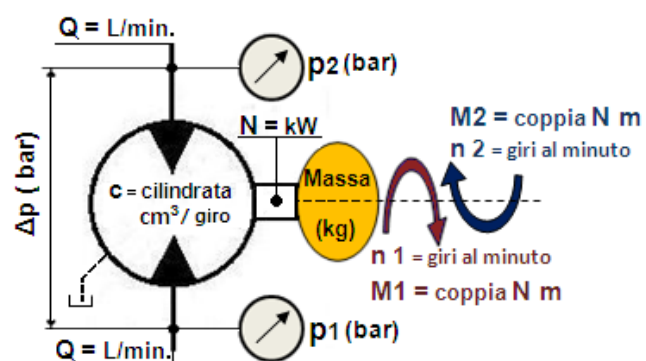 Q = L/min.
p2 (bar)
Δp ( bar)
N = kW
M2 = coppia N m
n 2 = giri al minuto
c = cilindrata
cm³/ giro
Massa
(kg)
n 1 = giri al minuto
M1 = coppia N m
p1 (bar)
Q = L/min.